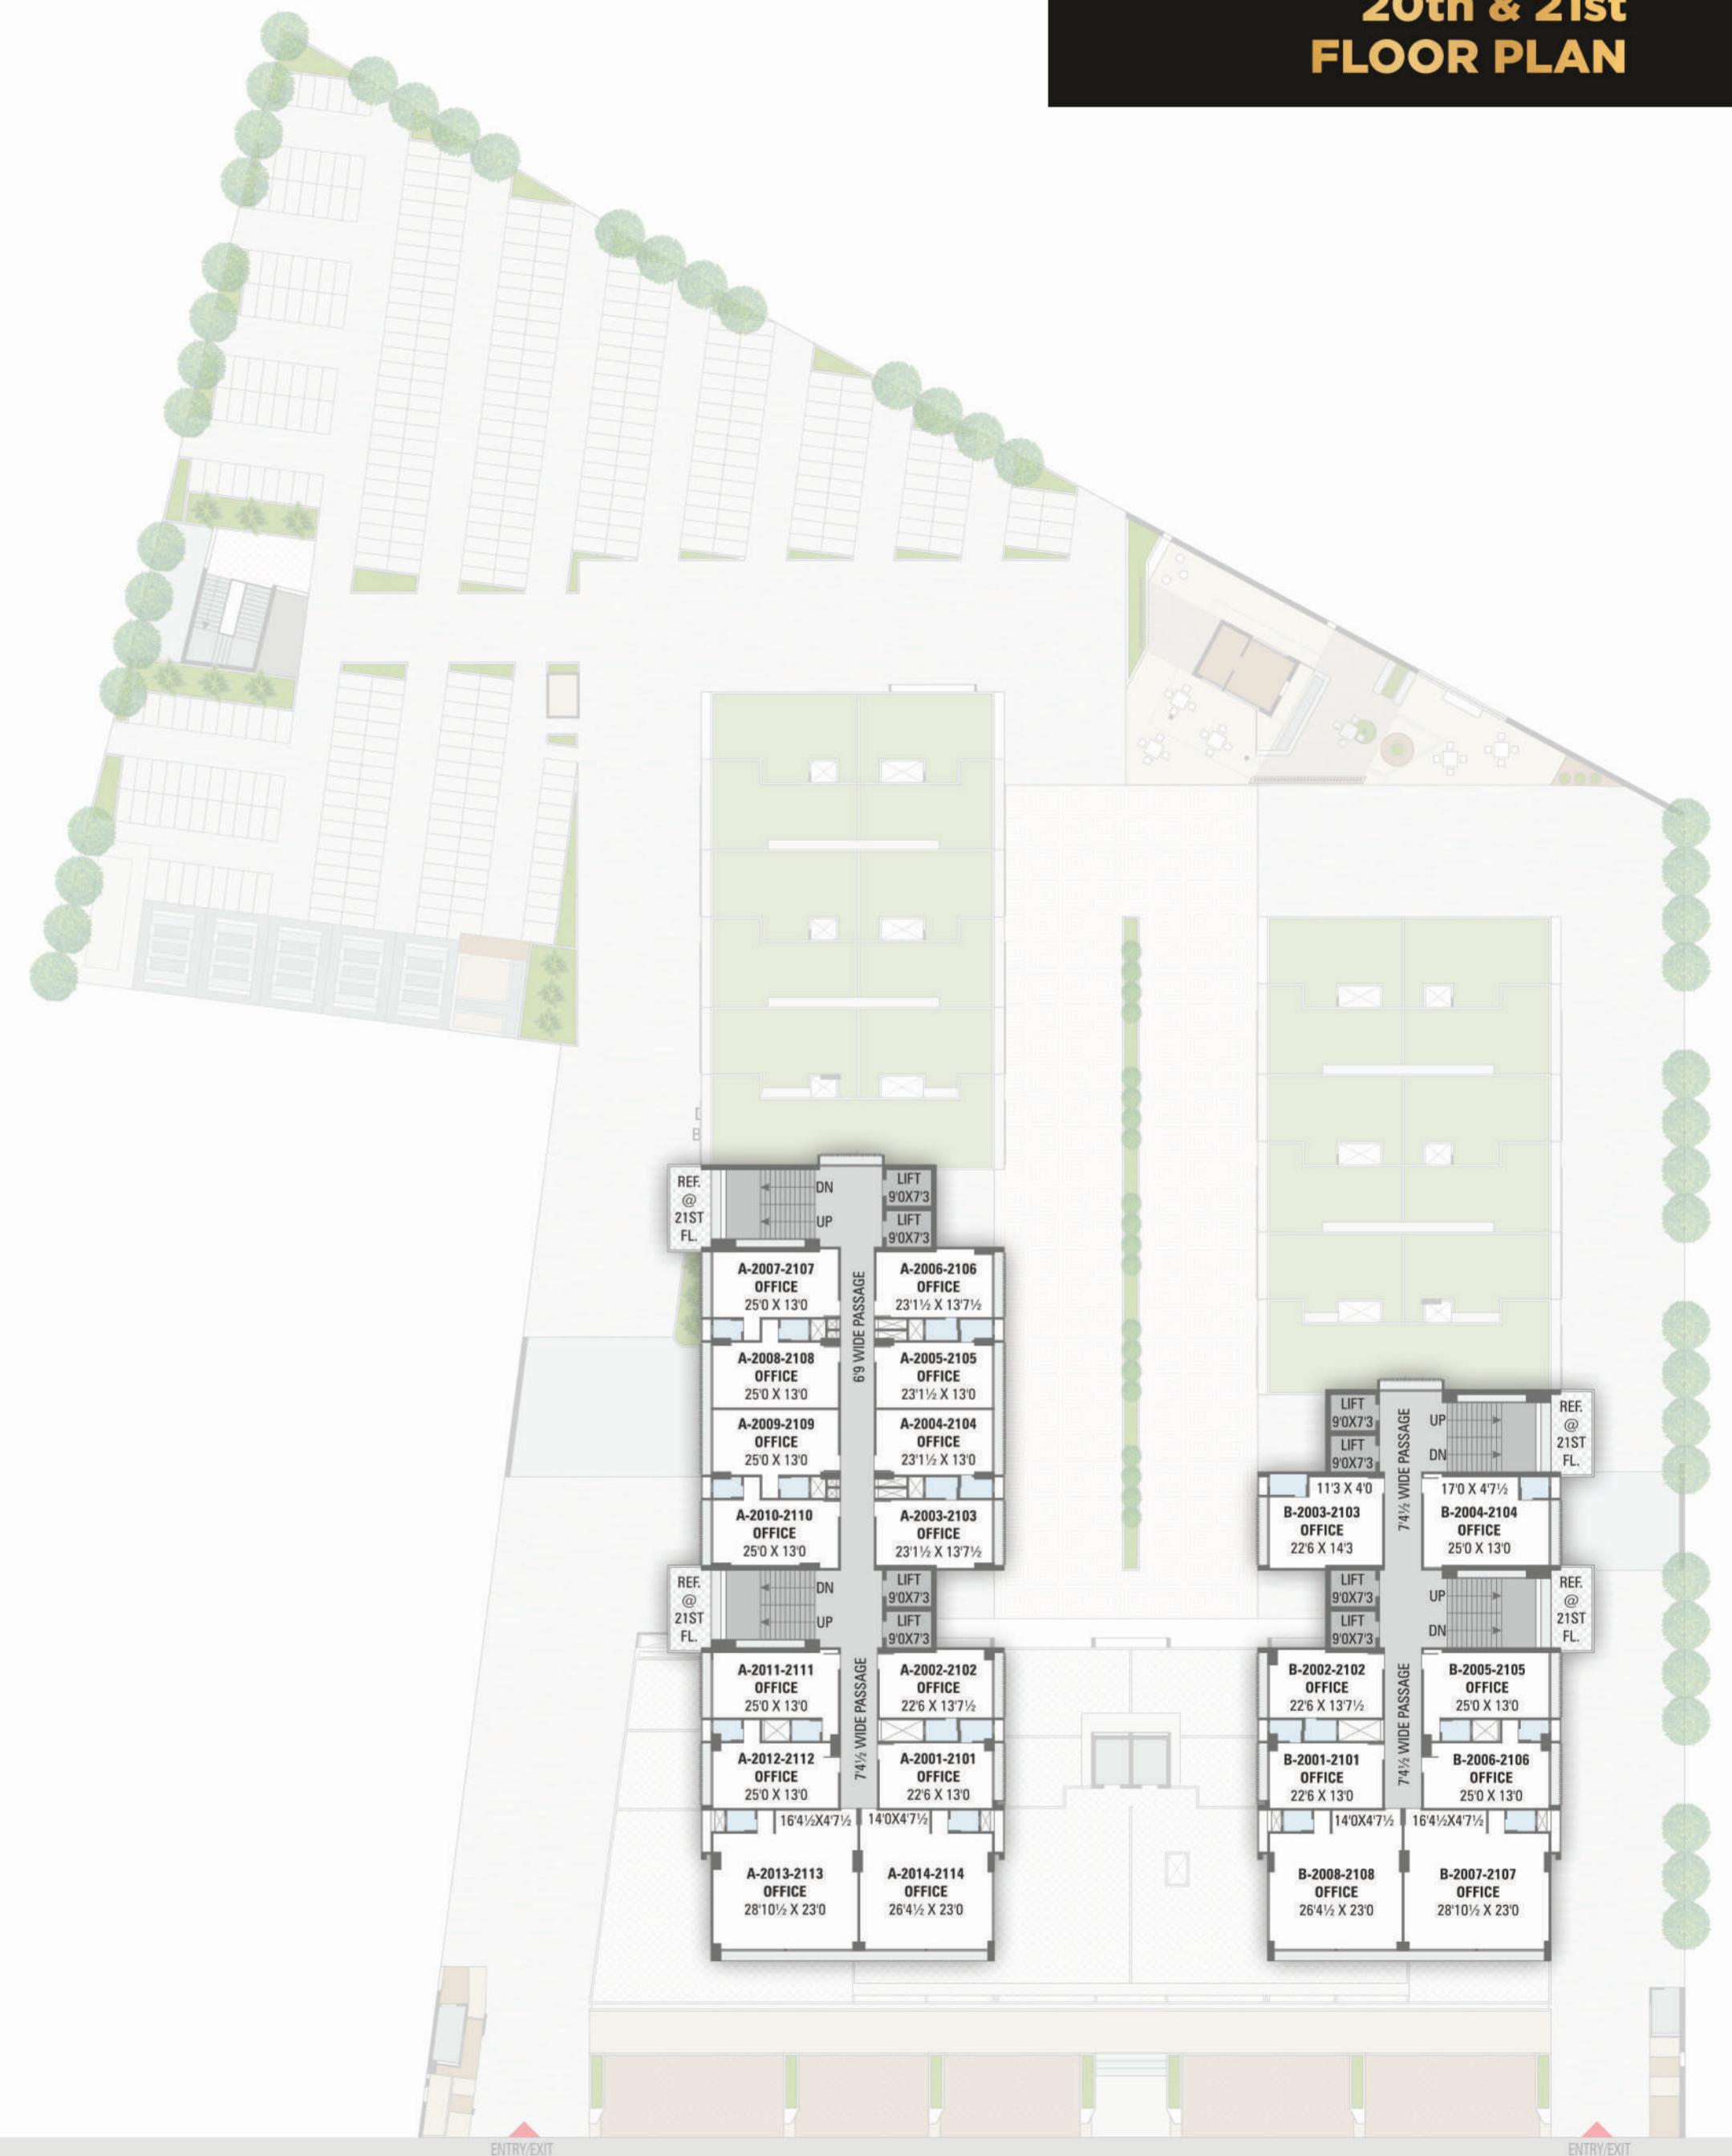 20th & 21st
FLOOR PLAN
REF.
@
21ST
FL.
DN
UP
LIFT
9'0X7'3
LIFT
9'0X7'3
A-2007-2107
OFFICE
25'0 X 13'0
A-2006-2106
OFFICE
23'1½ X 13'7½
6'9 WIDE PASSAGE
A-2008-2108
OFFICE
25'0 X 13'0
A-2005-2105
OFFICE
23'1½ X 13'0
A-2009-2109
OFFICE
25'0 X 13'0
A-2004-2104
OFFICE
23'1½ X 13'0
A-2010-2110
OFFICE
25'0 X 13'0
A-2003-2103
OFFICE
23'1½ X 13'7½
REF.
@
21ST
FL.
DN
UP
LIFT
9'0X7'3
LIFT
9'0X7'3
A-2011-2111
OFFICE
25'0 X 13'0
A-2002-2102
OFFICE
22'6 X 13'7½
7'4½ WIDE PASSAGE
A-2012-2112
OFFICE
25'0 X 13'0
A-2001-2101
OFFICE
22'6 X 13'0
16'4½X4'7½
14'0X4'7½
A-2013-2113
OFFICE
28'10½ X 23'0
A-2014-2114
OFFICE
26'4½ X 23'0
LIFT
9'0X7'3
LIFT
9'0X7'3
UP
DN
REF.
@
21ST
FL.
7'4½ WIDE PASSAGE
11'3 X 4'0
17'0 X 4'7½
B-2003-2103
OFFICE
22'6 X 14'3
B-2004-2104
OFFICE
25'0 X 13'0
LIFT
9'0X7'3
LIFT
9'0X7'3
UP
DN
REF.
@
21ST
FL.
B-2002-2102
OFFICE
22'6 X 13'7½
B-2005-2105
OFFICE
25'0 X 13'0
7'4½ WIDE PASSAGE
B-2001-2101
OFFICE
22'6 X 13'0
B-2006-2106
OFFICE
25'0 X 13'0
14'0X4'7½
16'4½X4'7½
B-2008-2108
OFFICE
26'4½ X 23'0
B-2007-2107
OFFICE
28'10½ X 23'0
ENTRY/EXIT
ENTRY/EXIT